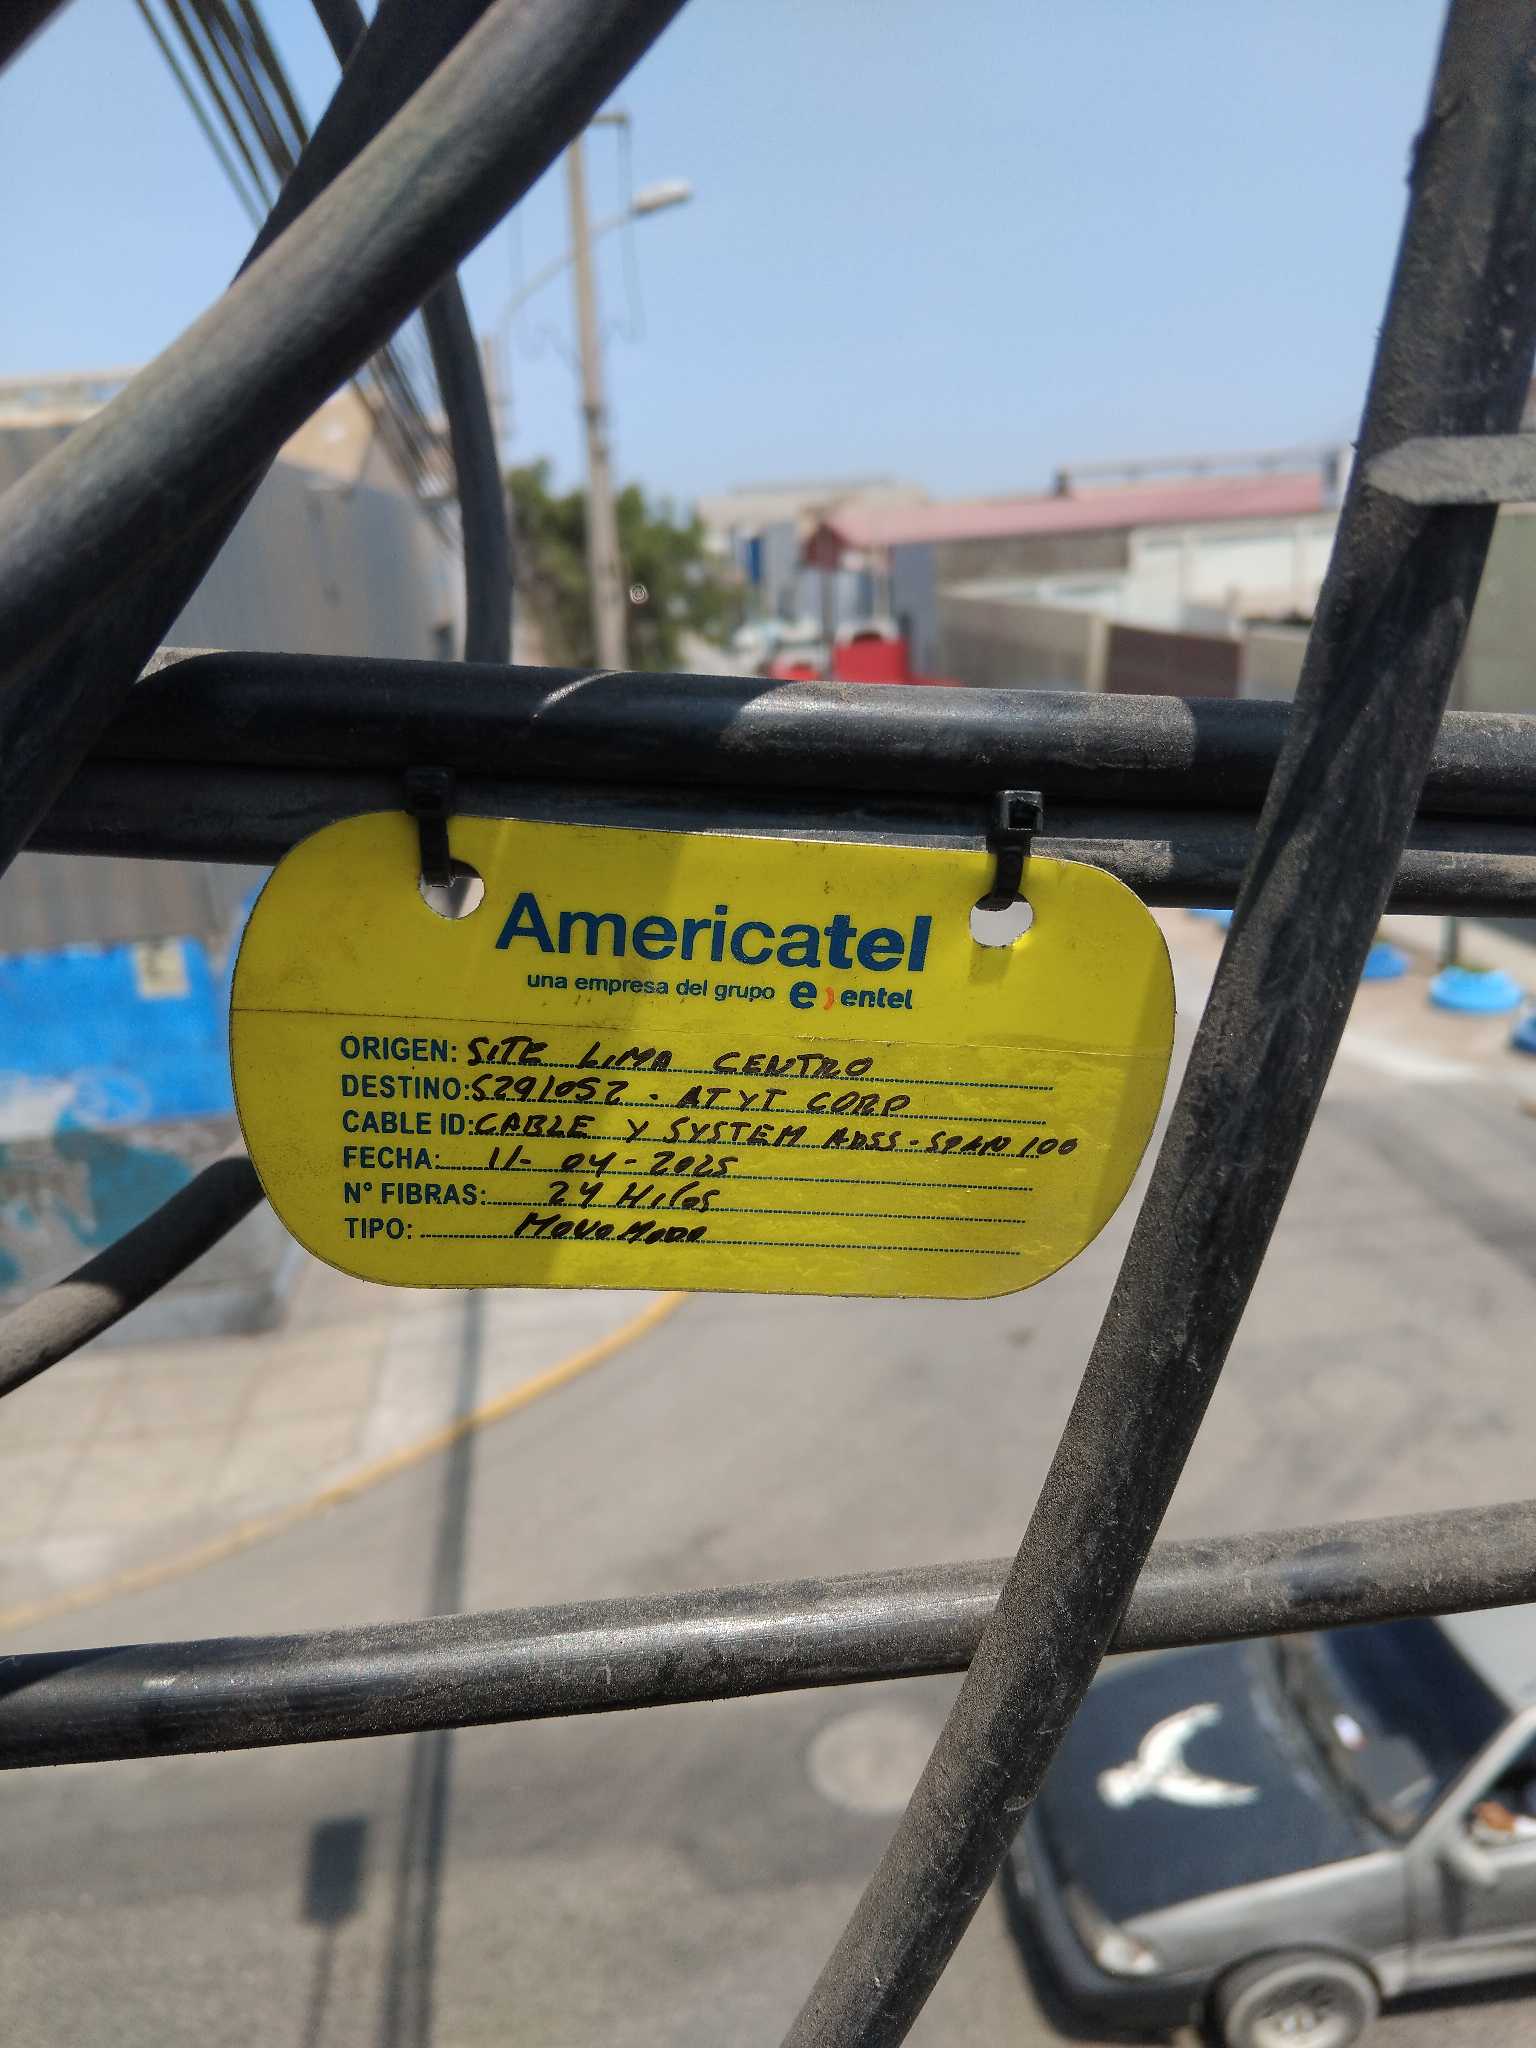 Americatel
una empresa del grupo e) entel
ORIGEN: SITE LIMA CENTRO
DESTINO: S291052 - ATYT CORP
CABLE ID: CABLE Y SYSTEM ADSS - SPAN 100
FECHA: 11-04-2025
N° FIBRAS: 24 Hilos
TIPO: MONOMODO